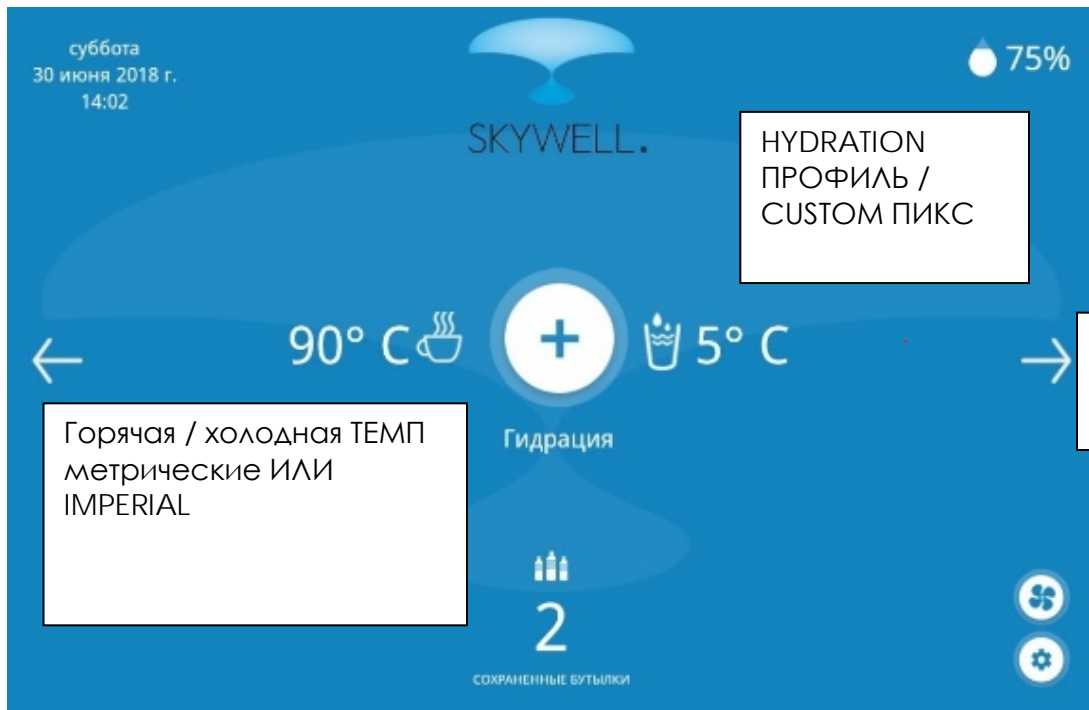 суббота
30 июня 2018 г.
14:02
75%
SKYWELL.
HYDRATION
ПРОФИЛЬ /
CUSTOM ПИКС
90° C
5° C
Горячая / холодная ТЕМП
метрические ИЛИ
IMPERIAL
Гидрация
2
СОХРАНЕННЫЕ БУТЫЛКИ